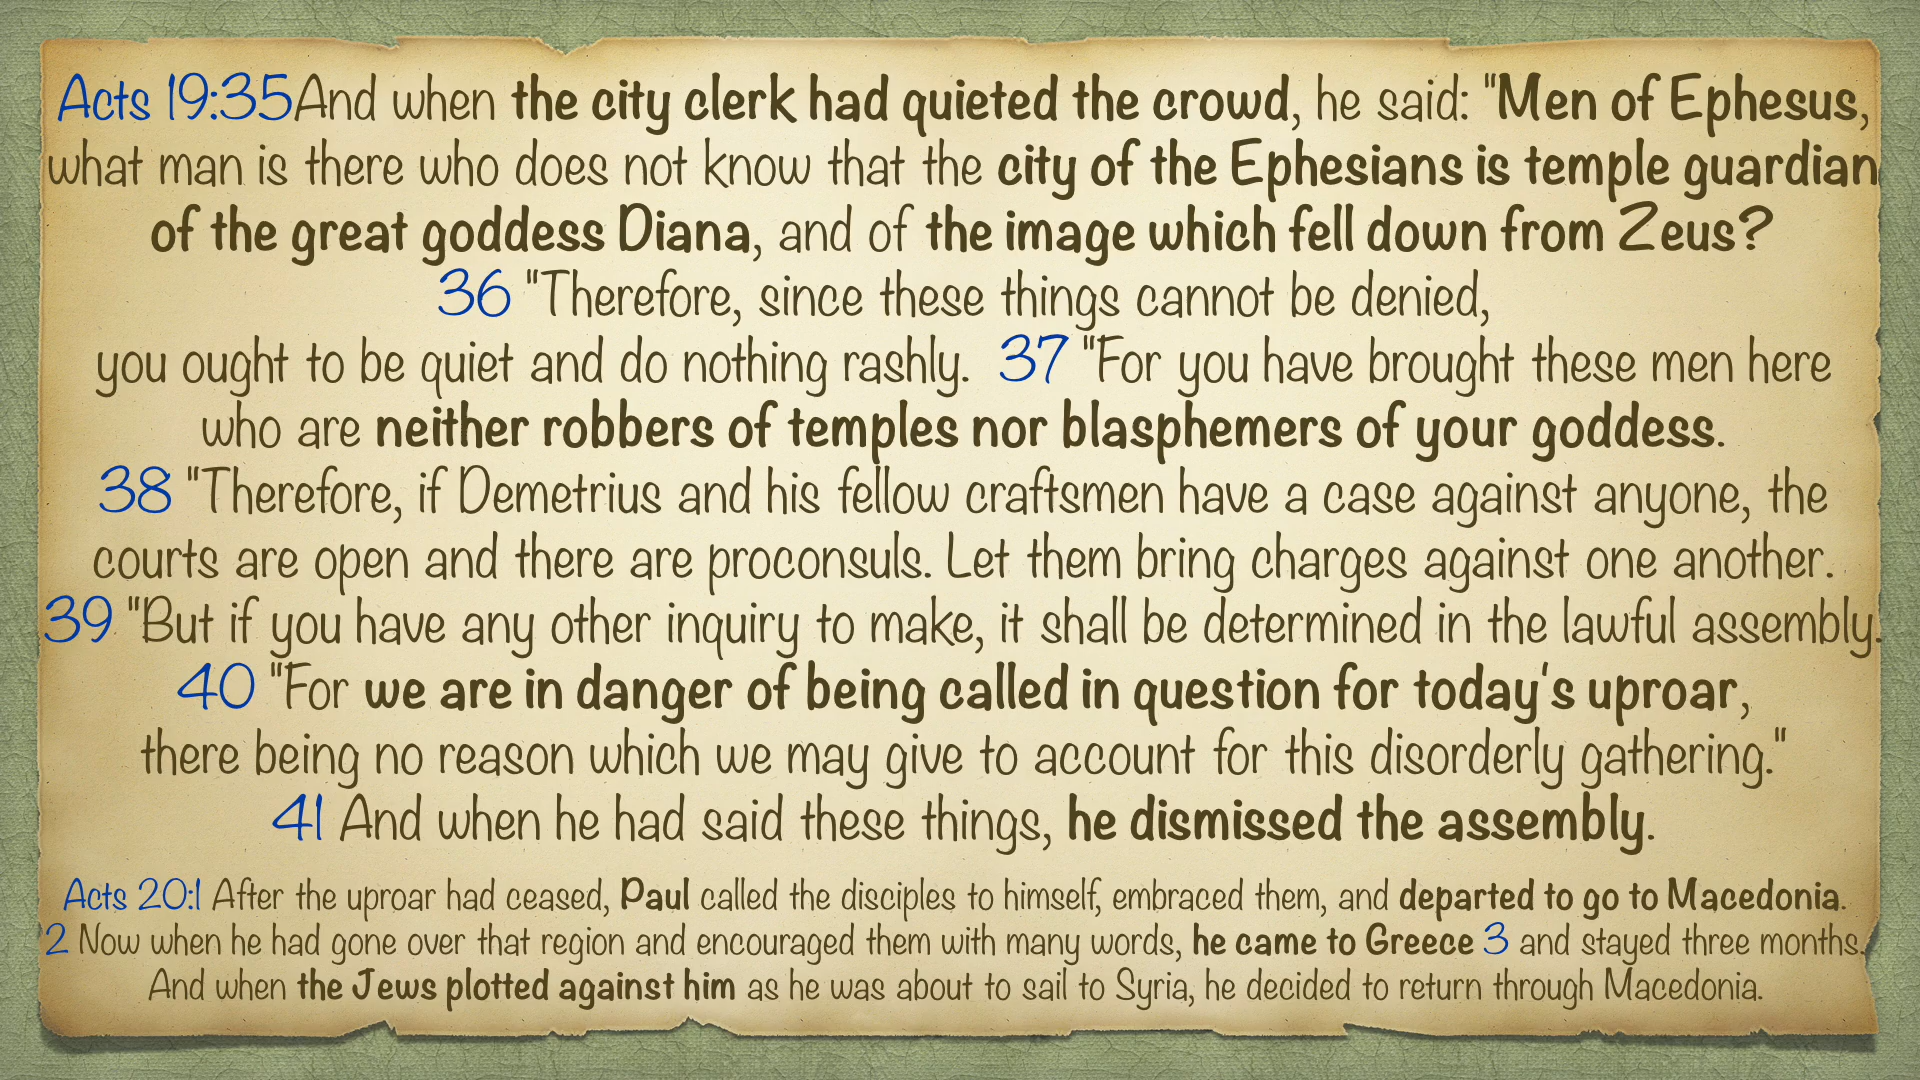 Acts 19:35And when the city clerk had quieted the crowd, he said: "Men of Ephesus,
what man is there who does not know that the city of the Ephesians is temple guardian
of the great goddess Diana, and of the image which fell down from Zeus?
36 "Therefore, since these things cannot be denied,
you ought to be quiet and do nothing rashly. 37 "For you have brought these men here
who are neither robbers of temples nor blasphemers of your goddess.
38 "Therefore, if Demetrius and his fellow craftsmen have a case against anyone, the
courts are open and there are proconsuls. Let them bring charges against one another.
39 "But if you have any other inquiry to make, it shall be determined in the lawful assembly.
40 "For we are in danger of being called in question for today's uproar,
there being no reason which we may give to account for this disorderly gathering."
41 And when he had said these things, he dismissed the assembly.
Acts 20:1 After the uproar had ceased, Paul called the disciples to himself, embraced them, and departed to go to Macedonia.
2 Now when he had gone over that region and encouraged them with many words, he came to Greece 3 and stayed three months.
And when the Jews plotted against him as he was about to sail to Syria, he decided to return through Macedonia.